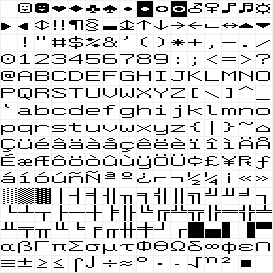 ☺☻♥♦♣♠•◘○◙♂♀♪♫☼
►◄↕‼¶§▬↨↑↓→←∟↔▲▼
!"#$%&'()*+,-./
0123456789:;<=>?
@ABCDEFGHIJKLMNO
PQRSTUVWXYZ[\]^_
`abcdefghijklmno
pqrstuvwxyz{|}~⌂
ÇüéâäàåçêëèïîìÄÅ
ÉæÆôöòûùÿÖÜ¢£¥₧ƒ
áíóúñÑªº¿⌐¬½¼¡«»
░▒▓│┤╡╢╖╕╣║╗╝╜╛┐
└┴┬├─┼╞╟╚╔╩╦╠═╬╧
╨╤╥╙╘╒╓╫╪┘┌█▄▌▐▀
αßΓπΣσµτΦΘΩδ∞φε∩
≡±≥≤⌠⌡÷≈°∙·√ⁿ²■